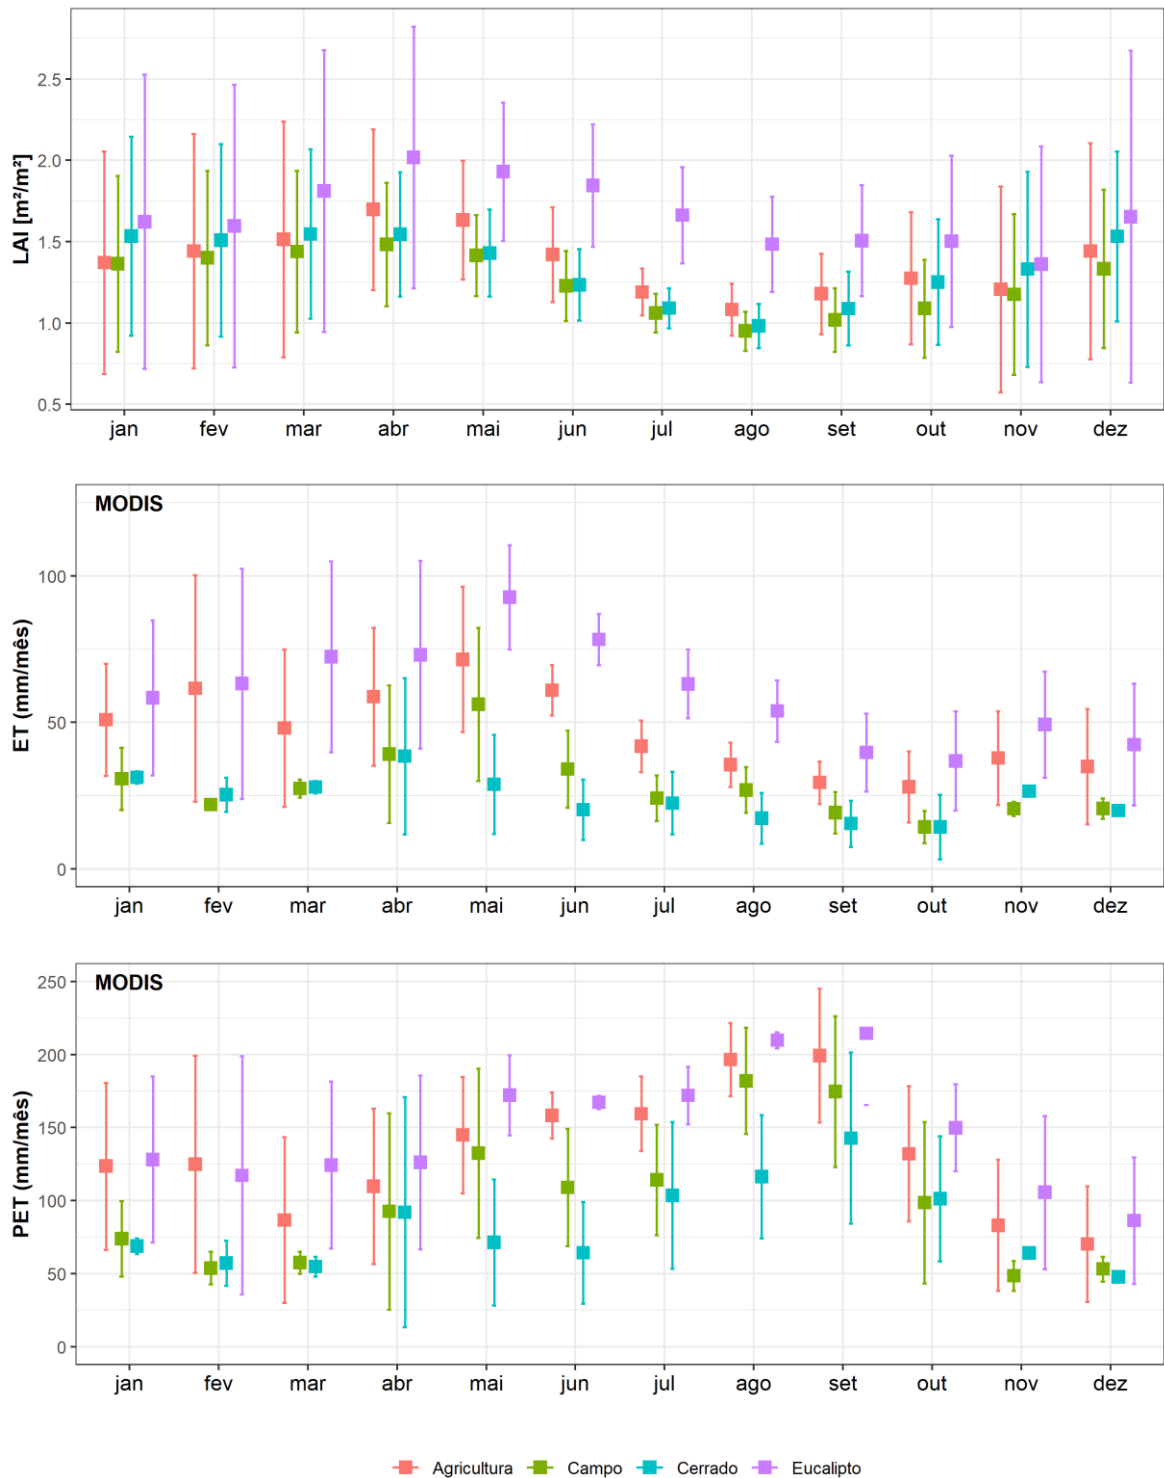 LAI [m²/m²]
2.5
2.0
1.5
1.0
0.5
jan fev mar abr mai jun jul ago set out nov dez
MODIS
ET (mm/mês)
100
50
0
jan fev mar abr mai jun jul ago set out nov dez
MODIS
PET (mm/mês)
250
200
150
100
50
0
jan fev mar abr mai jun jul ago set out nov dez
Agricultura Campo Cerrado Eucalipto